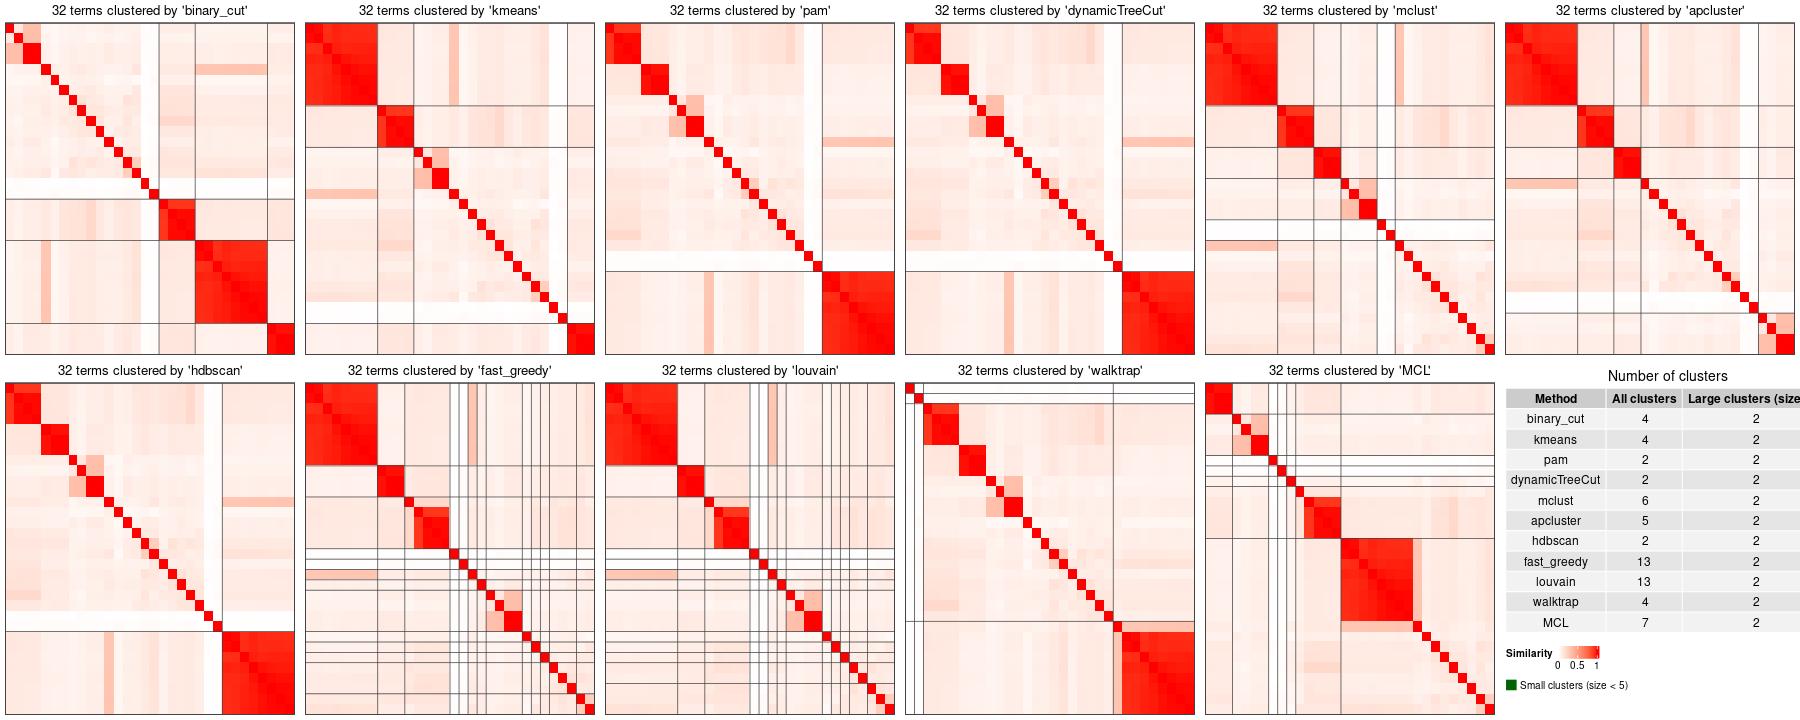 32 terms clustered by 'binary_cut'
32 terms clustered by 'kmeans'
32 terms clustered by 'pam'
32 terms clustered by 'dynamicTreeCut'
32 terms clustered by 'mclust'
32 terms clustered by 'apcluster'
32 terms clustered by 'hdbscan'
32 terms clustered by 'fast_greedy'
32 terms clustered by 'louvain'
32 terms clustered by 'walktrap'
32 terms clustered by 'MCL'
Number of clusters
Method All clusters Large clusters (size
binary_cut 4 2
kmeans 4 2
pam 2 2
dynamicTreeCut 2 2
mclust 6 2
apcluster 5 2
hdbscan 2 2
fast_greedy 13 2
louvain 13 2
walktrap 4 2
MCL 7 2
Similarity
0 0.5 1
Small clusters (size < 5)